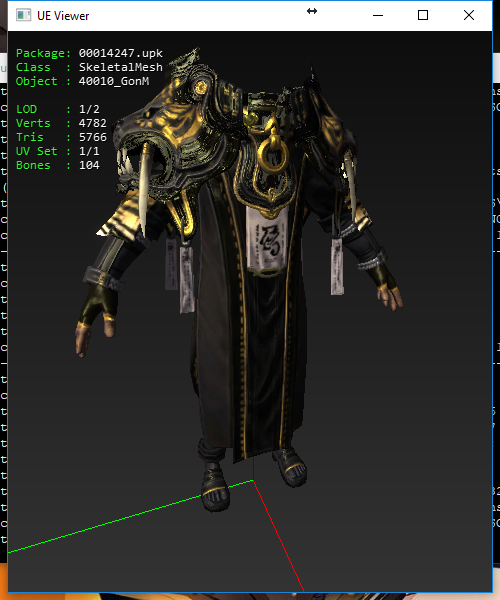 UE Viewer
Package: 00014247.upk
Class : SkeletalMesh
Object : 40010_GonM
LOD : 1/2
Verts : 4782
Tris : 5766
UV Set : 1/1
Bones : 104